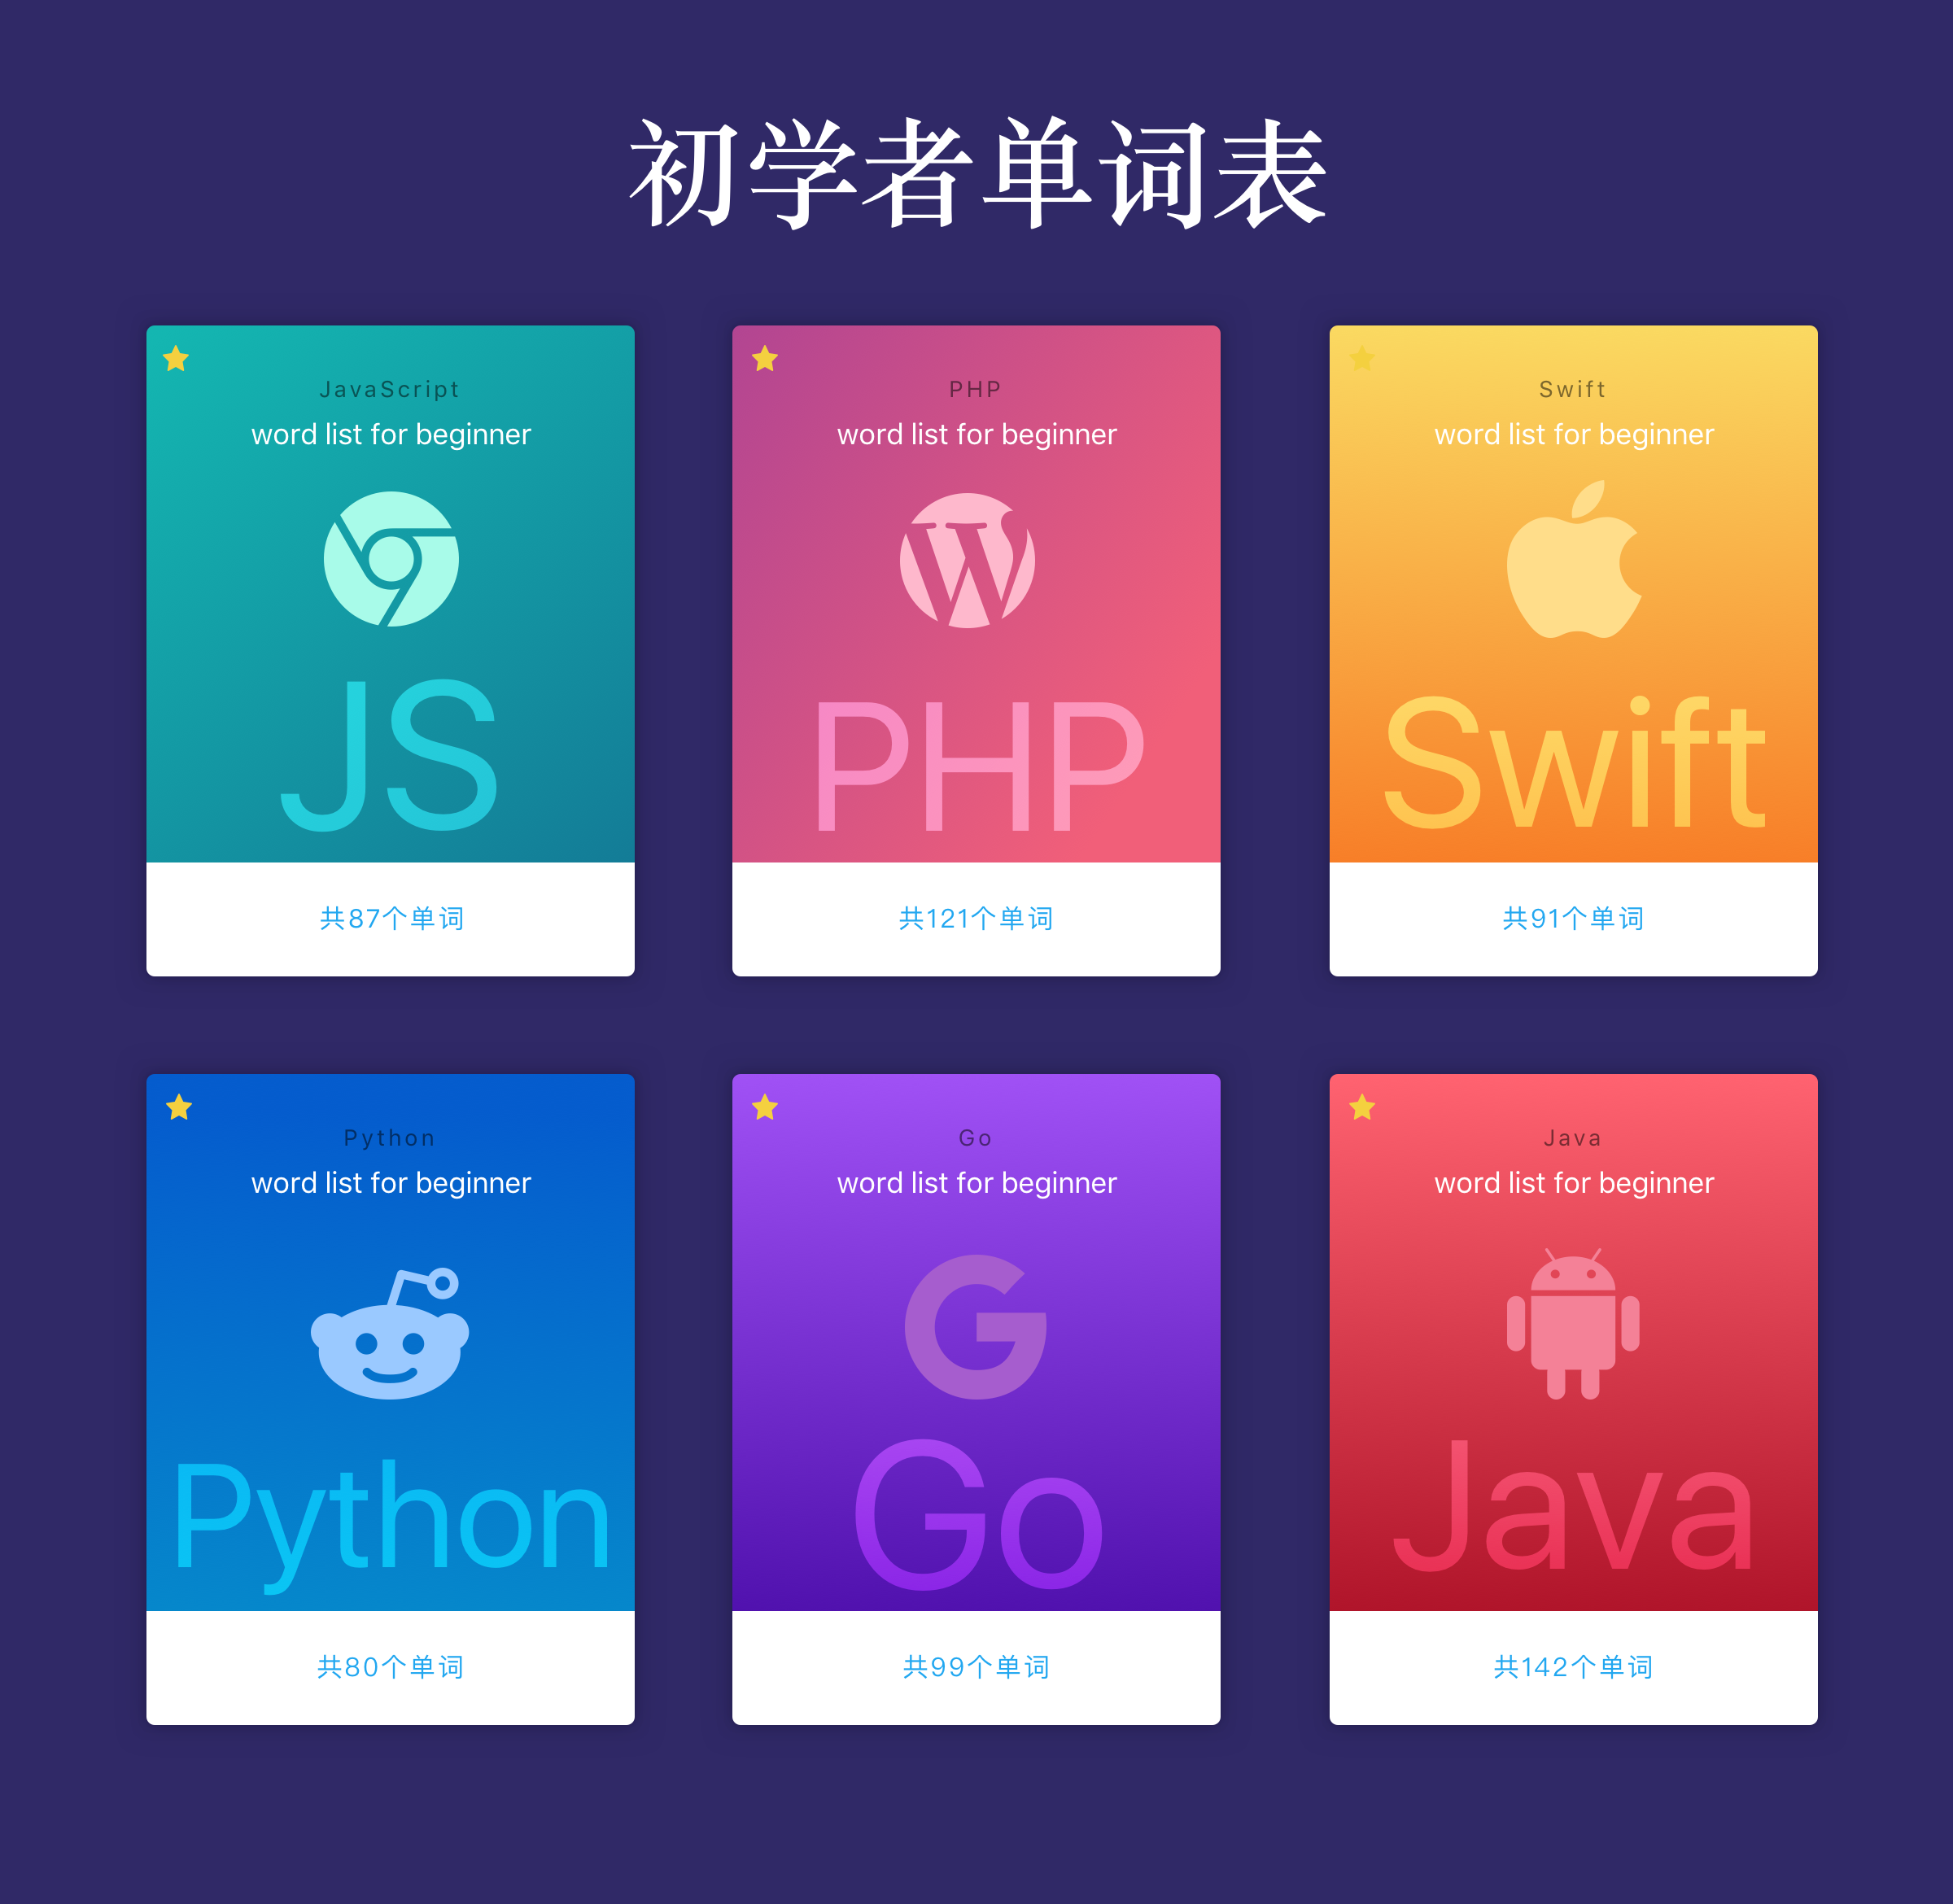 初学者单词表
JavaScript
word list for beginner
JS
共87个单词
PHP
word list for beginner
PHP
共121个单词
Swift
word list for beginner
Swift
共91个单词
Python
word list for beginner
Python
共80个单词
Go
word list for beginner
G
Go
共99个单词
Java
word list for beginner
Java
共142个单词